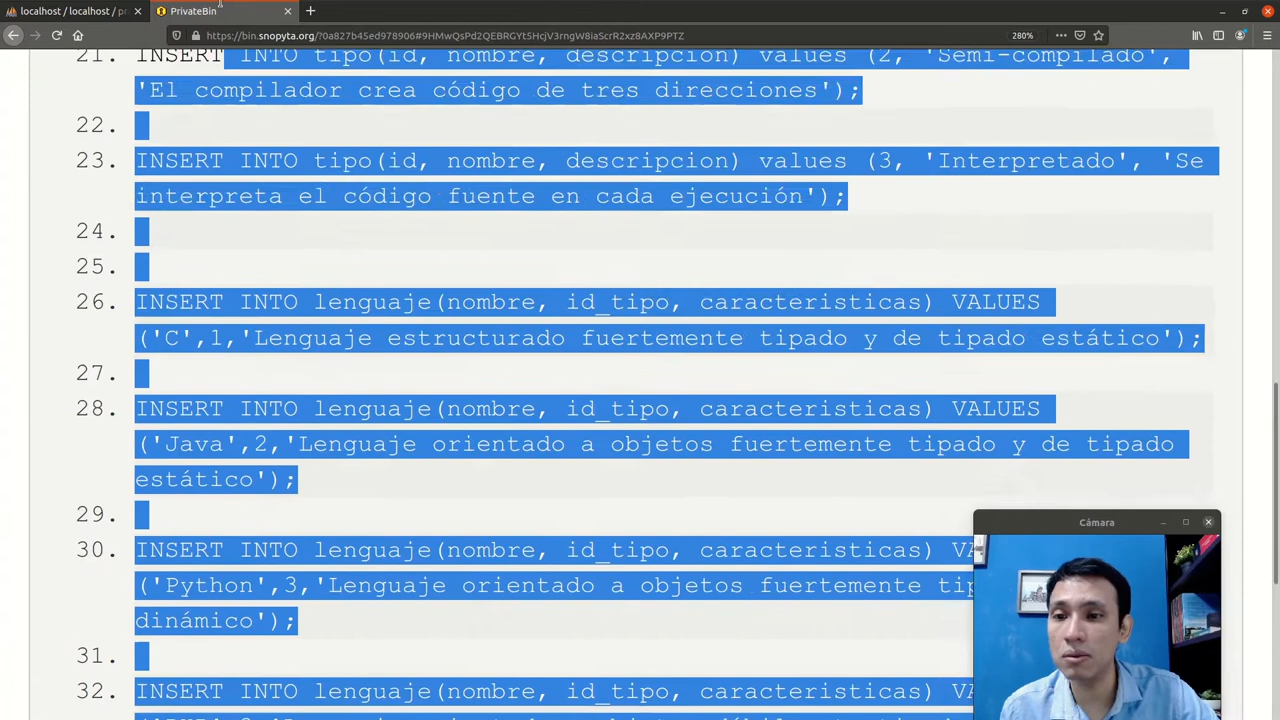 localhost / localhost / pr
PrivateBin
https://bin.snopyta.org/?0a827b45ed978906#9HMwQsPd2QEBRGYt5HcjV3rngW8iaScrR2xz8AXP9PTZ
280%
21. INSERT INTO tipo(id, nombre, descripcion) values (2, 'Semi-compilado',
'El compilador crea código de tres direcciones');
22.
23. INSERT INTO tipo(id, nombre, descripcion) values (3, 'Interpretado', 'Se
interpreta el código fuente en cada ejecución');
24.
25.
26. INSERT INTO lenguaje(nombre, id_tipo, caracteristicas) VALUES
('C',1,'Lenguaje estructurado fuertemente tipado y de tipado estático');
27.
28. INSERT INTO lenguaje(nombre, id_tipo, caracteristicas) VALUES
('Java',2,'Lenguaje orientado a objetos fuertemente tipado y de tipado
estático');
29.
30. INSERT INTO lenguaje(nombre, id_tipo, caracteristicas) VA
('Python',3,'Lenguaje orientado a objetos fuertemente tip
dinámico');
31.
32. INSERT INTO lenguaje(nombre, id_tipo, caracteristicas) VA
Cámara